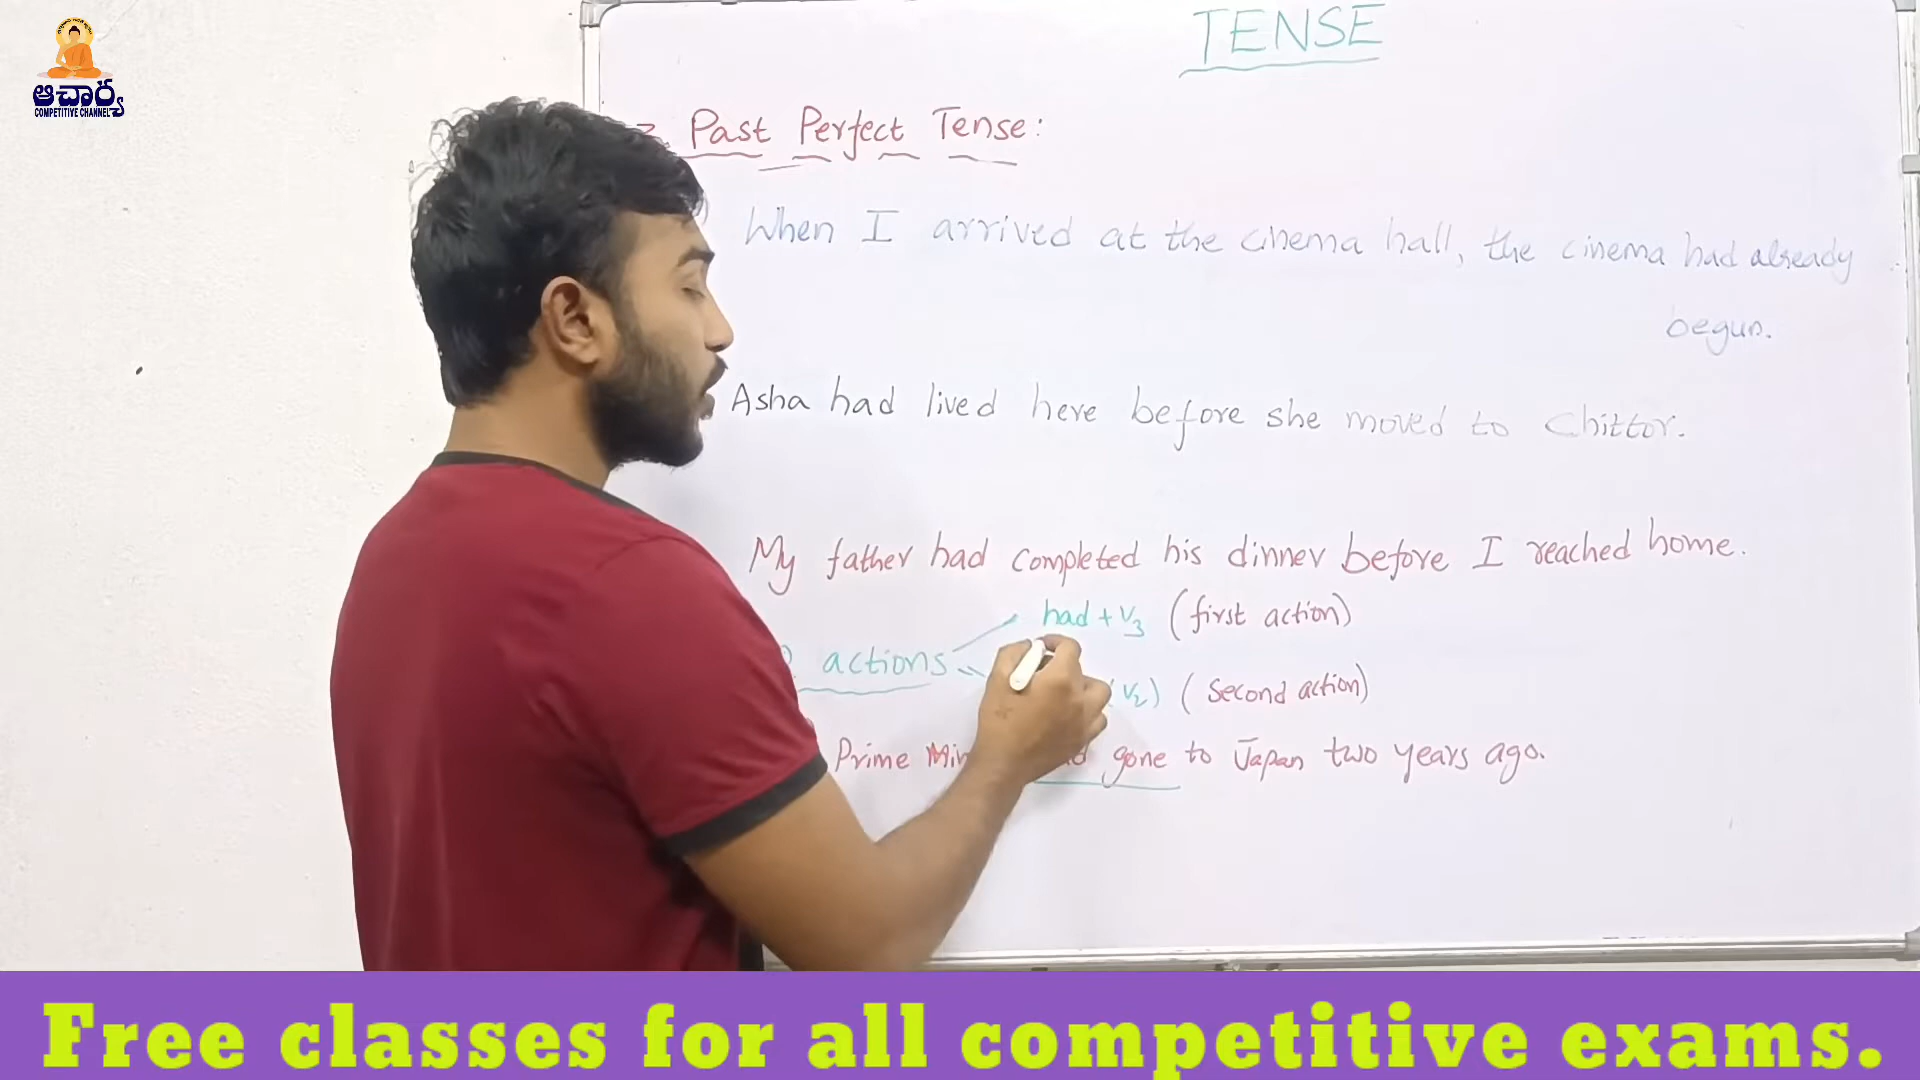 ఆచార్య
COMPETITIVE CHANNEL
TENSE
Past Perfect Tense:
When I arrived at the cinema hall, the cinema had already
begun.
Asha had lived here before she moved to Chittor.
My father had completed his dinner before I reached home.
had + V3 (first action)
actions
(V2) (Second action)
Prime gone to Japan two years ago.
Free classes for all competitive exams.